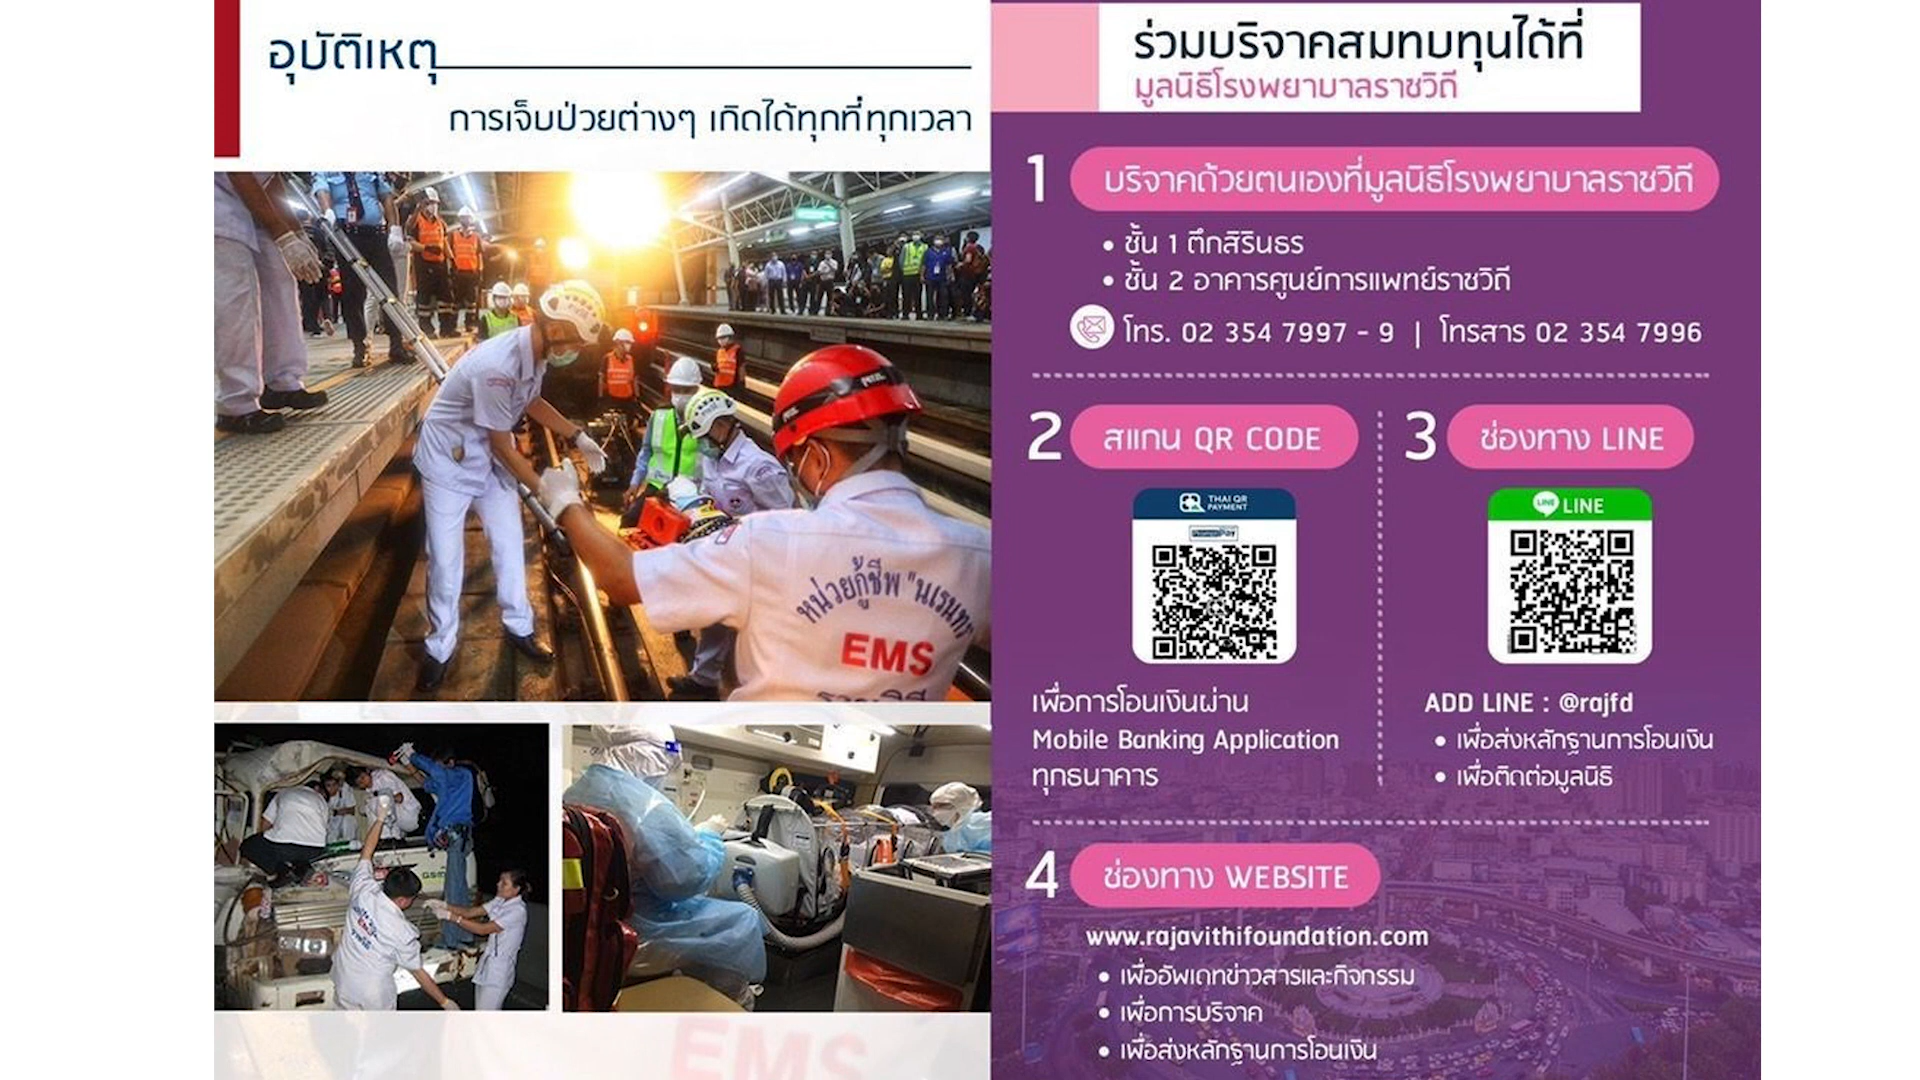 อุบัติเหตุ
การเจ็บป่วยต่างๆ เกิดได้ทุกที่ทุกเวลา
หน่วยกู้ชีพ "นเรนทร
EMS
GSM
EMS
EMS
ร่วมบริจาคสมทบทุนได้ที่
มูลนิธิโรงพยาบาลราชวิถี
1 บริจาคด้วยตนเองที่มูลนิธิโรงพยาบาลราชวิถี
• ชั้น 1 ตึกสิรินธร
• ชั้น 2 อาคารศูนย์การแพทย์ราชวิถี
โทร. 02 354 7997 - 9 | โทรสาร 02 354 7996
2 สแกน QR CODE
THAI QR
PAYMENT
PromptPay
เพื่อการโอนเงินผ่าน
Mobile Banking Application
ทุกธนาคาร
3 ช่องทาง LINE
LINE LINE
ADD LINE : @rajfd
• เพื่อส่งหลักฐานการโอนเงิน
• เพื่อติดต่อมูลนิธิ
4 ช่องทาง WEBSITE
www.rajavithifoundation.com
• เพื่ออัพเดทข่าวสารและกิจกรรม
• เพื่อการบริจาค
• เพื่อส่งหลักฐานการโอนเงิน